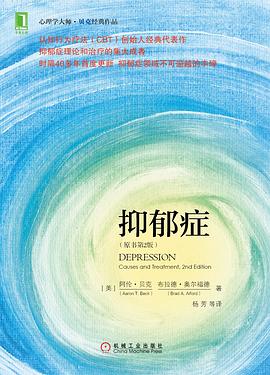 心理学大师·贝克经典作品
认知行为疗法（CBT）创始人经典代表作
抑郁症理论和治疗的集大成者
时隔40多年首度更新 抑郁症领域不可逾越的丰碑
抑郁症
（原书第2版）
DEPRESSION
Causes and Treatment, 2nd Edition
[美] 阿伦·贝克 布拉德·奥尔福德 著
(Aaron T. Beck) (Brad A. Alford)
杨芳 等译
机械工业出版社
China Machine Press